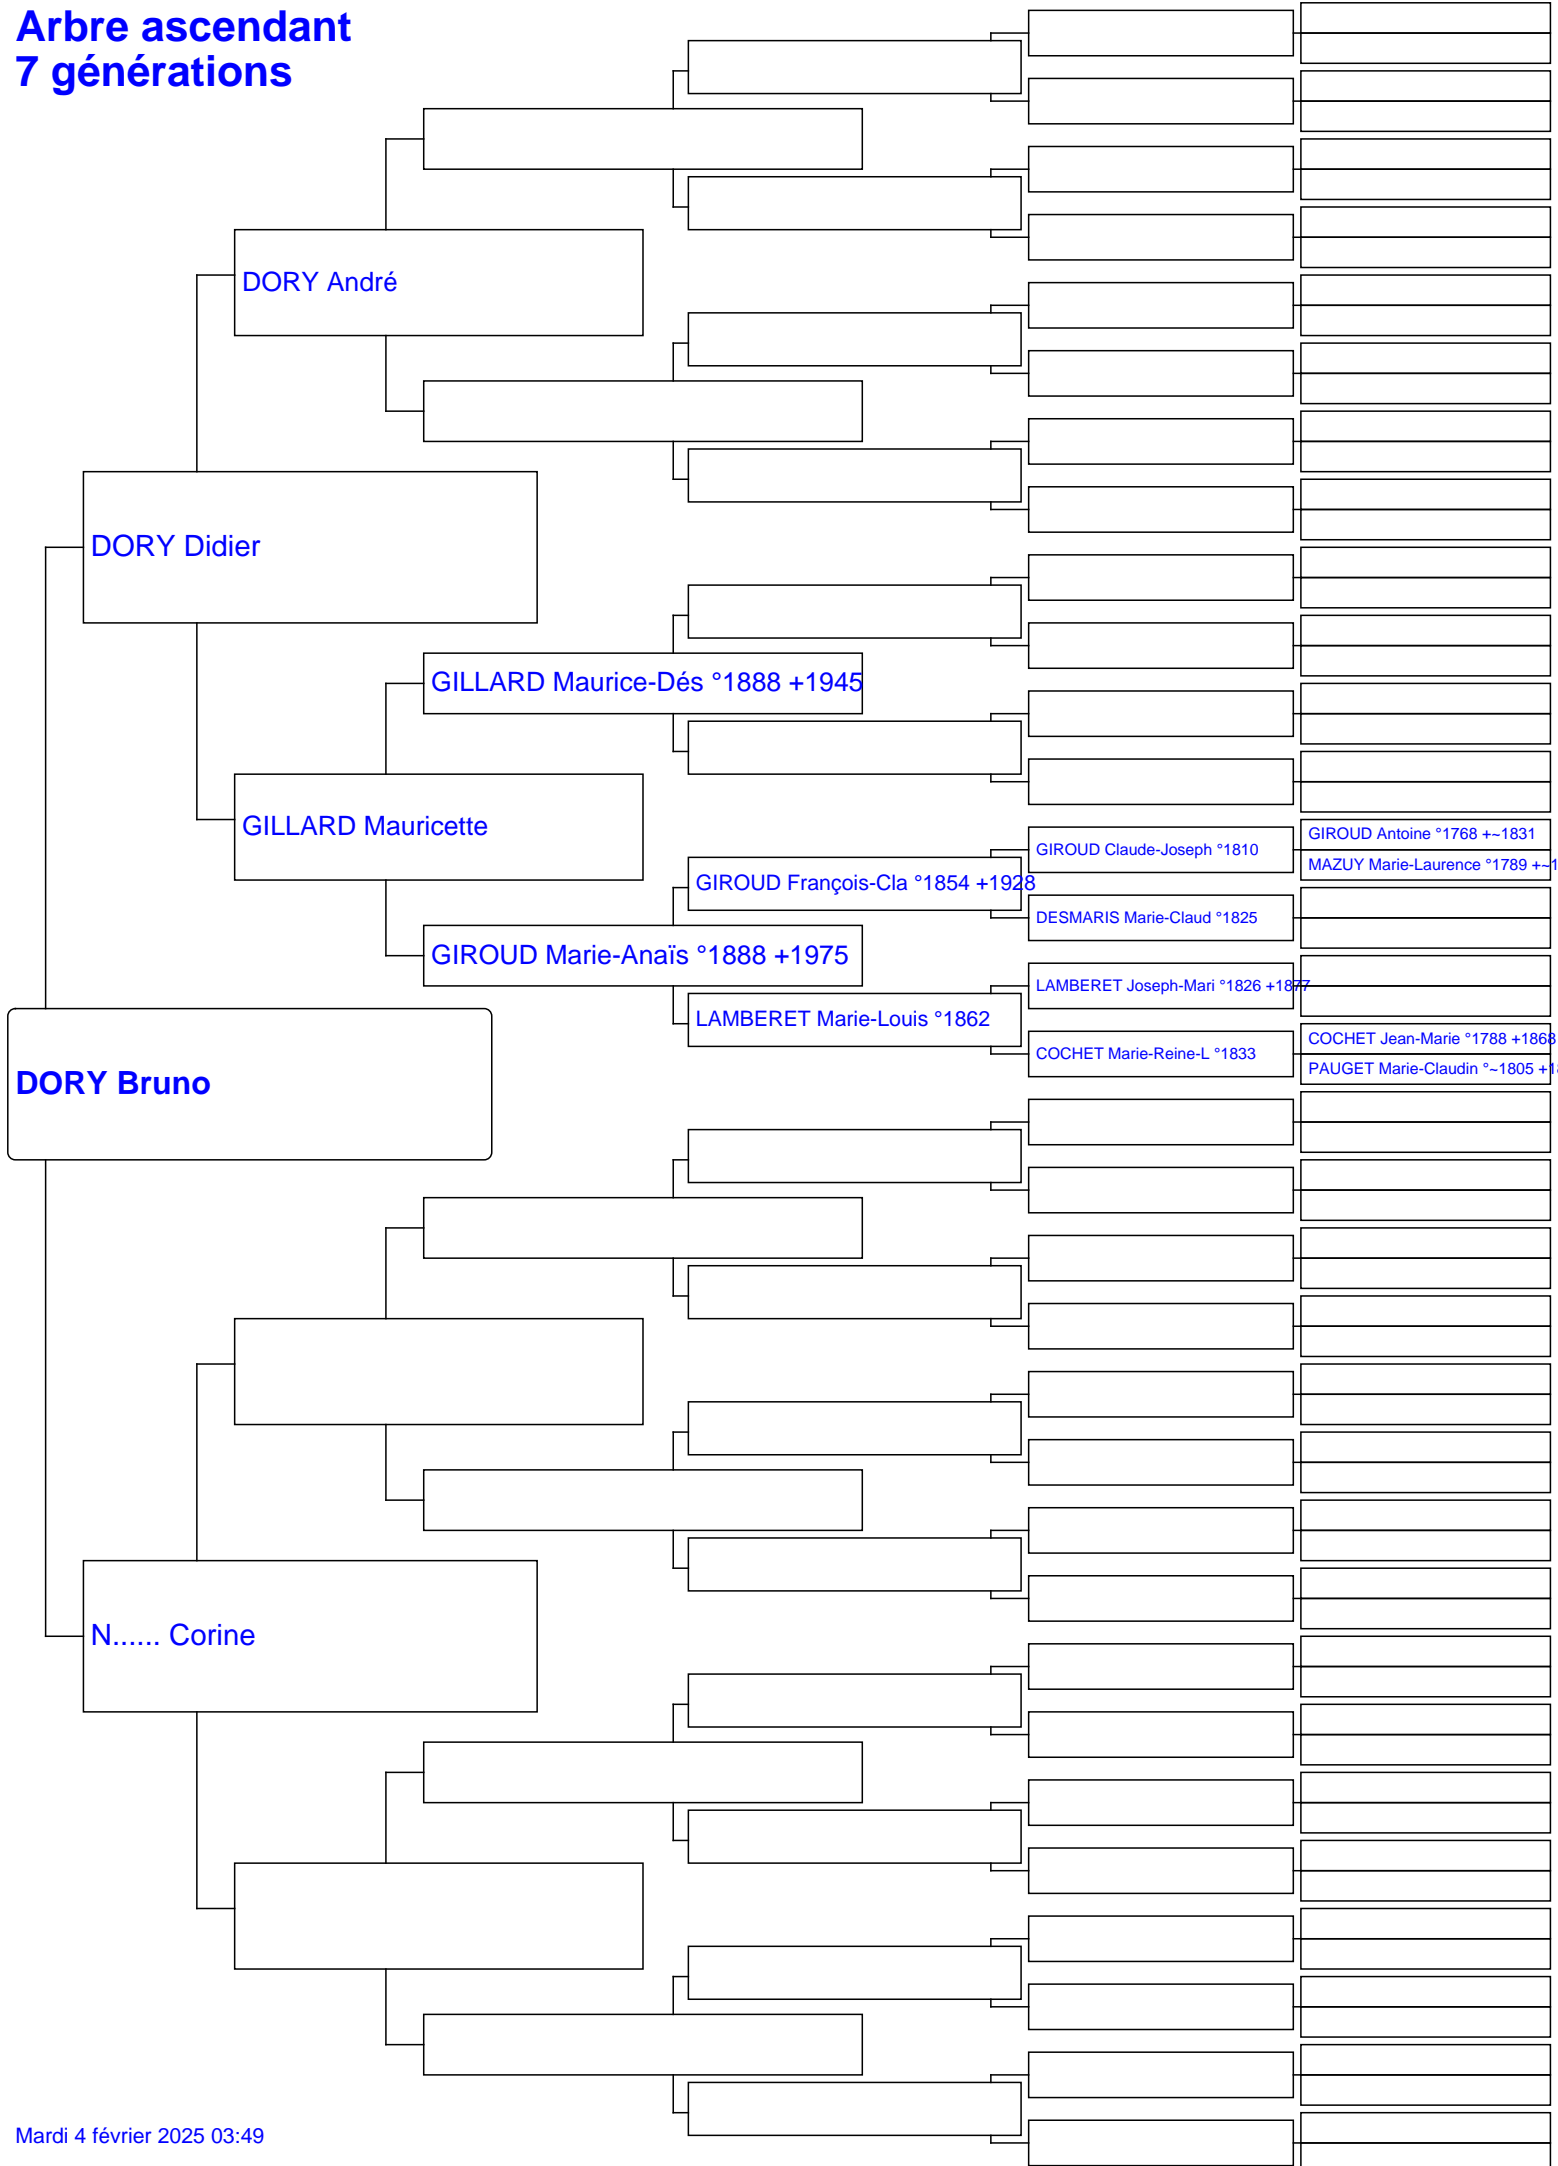 Arbre ascendant
7 générations
DORY André
DORY Didier
GILLARD Maurice-Dés °1888 +1945
GILLARD Mauricette
GIROUD Antoine °1768 +~1831
GIROUD Claude-Joseph °1810
MAZUY Marie-Laurence °1789 +~1
GIROUD François-Cla °1854 +1928
DESMARIS Marie-Claud °1825
GIROUD Marie-Anaïs °1888 +1975
LAMBERET Joseph-Mari °1826 +1877
LAMBERET Marie-Louis °1862
COCHET Jean-Marie °1788 +1868
COCHET Marie-Reine-L °1833
PAUGET Marie-Claudin °~1805 +18
DORY Bruno
N...... Corine
Mardi 4 février 2025 03:49